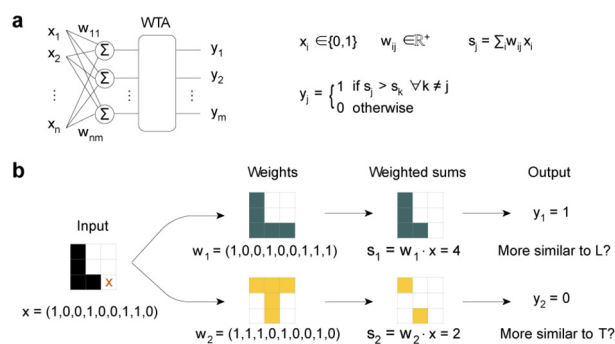 a
WTA
x1 w11 y1
x2 y2
⋮ ⋮ ⋮
xn wnm ym
Σ
Σ
Σ
xi ∈{0,1} wij ∈ℝ+ sj = ∑i wij xi
yj = { 1 if sj > sk ∀k ≠ j
0 otherwise
b
Weights Weighted sums Output
Input
x
x = (1,0,0,1,0,0,1,1,0)
w1 = (1,0,0,1,0,0,1,1,1) s1 = w1 · x = 4 y1 = 1
More similar to L?
w2 = (1,1,1,0,1,0,0,1,0) s2 = w2 · x = 2 y2 = 0
More similar to T?